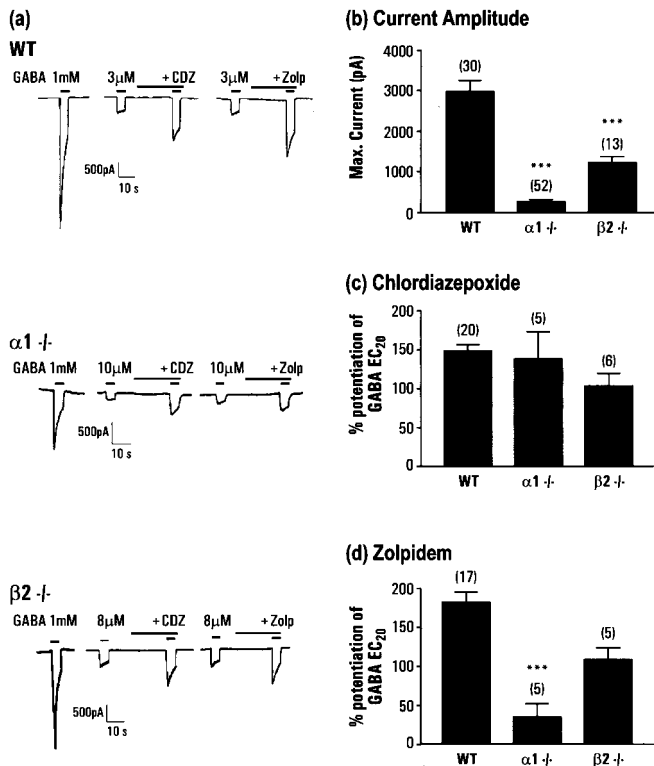 (a)
WT
GABA 1mM 3µM + CDZ 3µM + Zolp
500pA
10 s
α1 -/-
GABA 1mM 10µM + CDZ 10µM + Zolp
500pA
10 s
β2 -/-
GABA 1mM 8µM + CDZ 8µM + Zolp
500pA
10 s
(b) Current Amplitude
Max. Current (pA)
4000
3000
2000
1000
0
(30)
***
(52)
***
(13)
WT α1 -/- β2 -/-
(c) Chlordiazepoxide
% potentiation of
GABA EC20
200
150
100
50
0
(20)
(5)
(6)
WT α1 -/- β2 -/-
(d) Zolpidem
% potentiation of
GABA EC20
200
150
100
50
0
(17)
***
(5)
(5)
WT α1 -/- β2 -/-